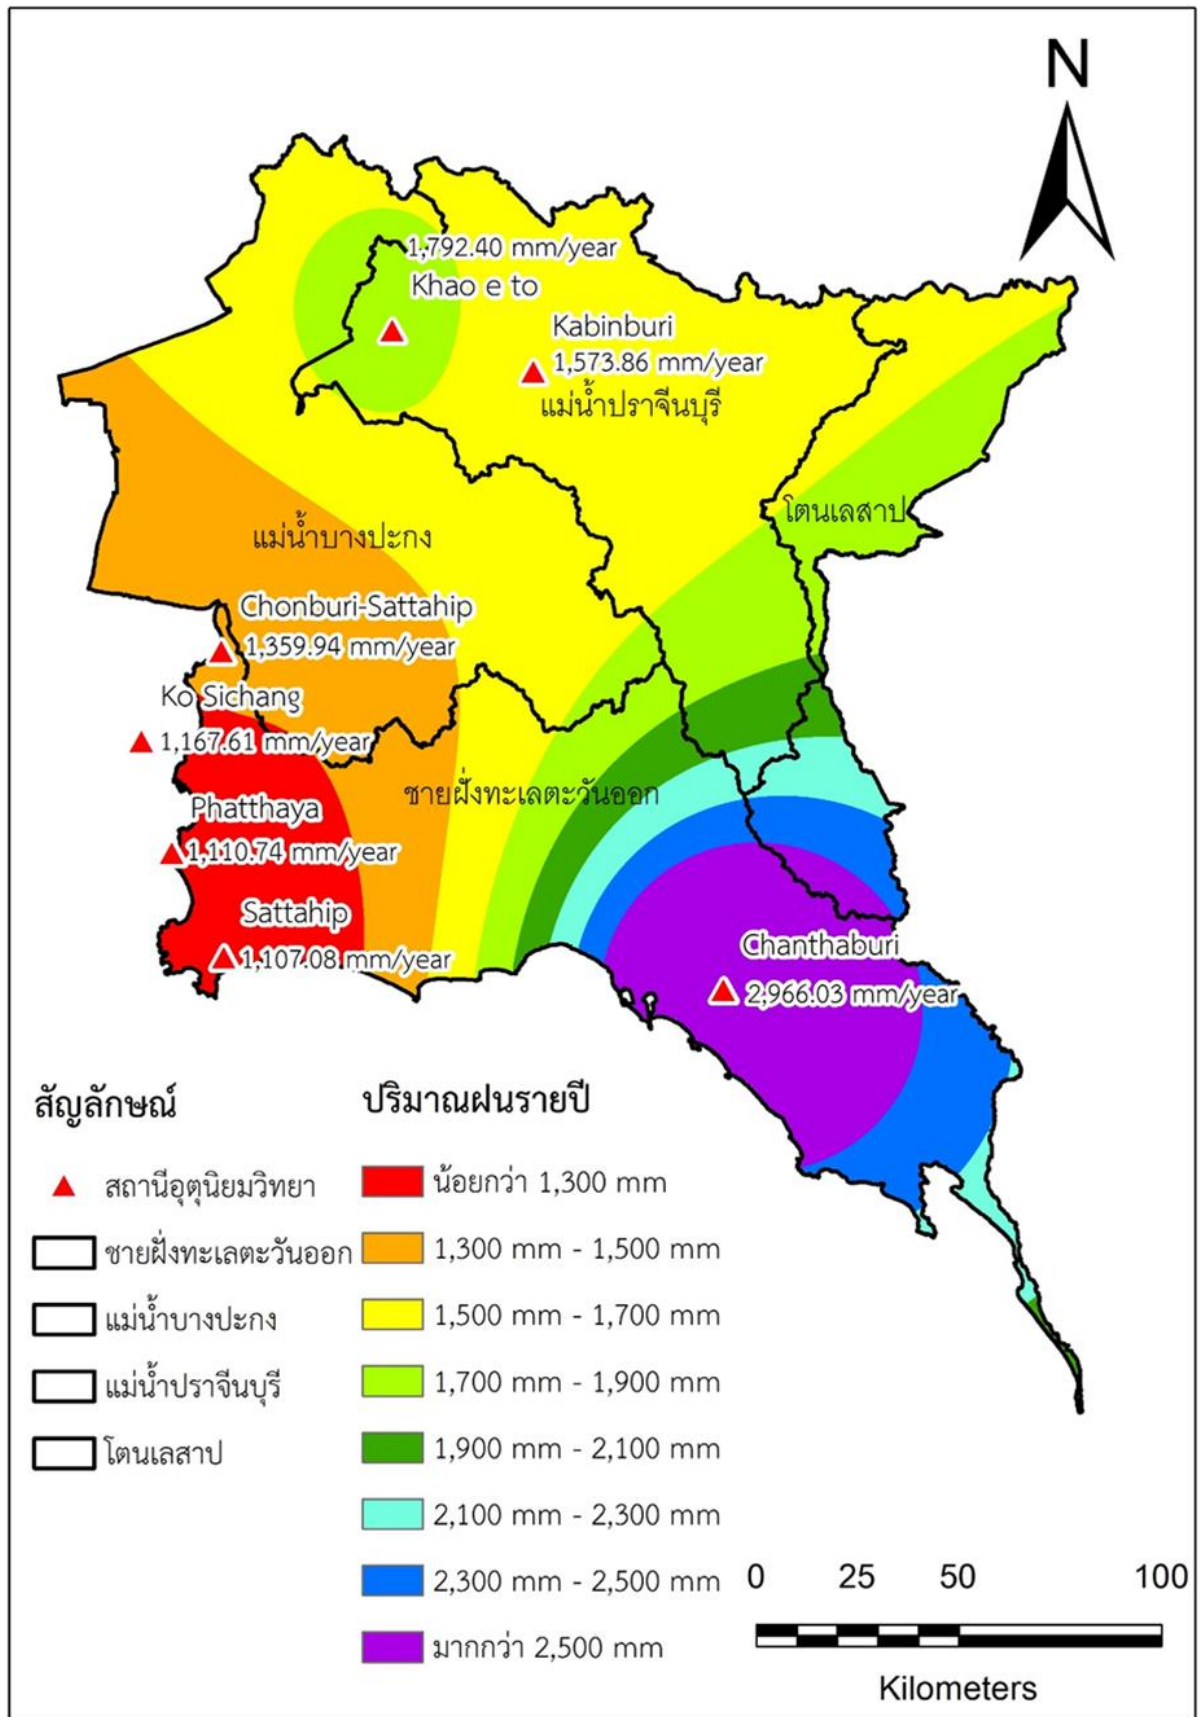 N
1,792.40 mm/year
Khao e to
Kabinburi
1,573.86 mm/year
แม่น้ำปราจีนบุรี
โตนเลสาป
แม่น้ำบางปะกง
Chonburi-Sattahip
1,359.94 mm/year
Ko Sichang
1,167.61 mm/year
ชายฝั่งทะเลตะวันออก
Phatthaya
1,110.74 mm/year
Sattahip
1,107.08 mm/year
Chanthaburi
2,966.03 mm/year
สัญลักษณ์
สถานีอุตุนิยมวิทยา
ชายฝั่งทะเลตะวันออก
แม่น้ำบางปะกง
แม่น้ำปราจีนบุรี
โตนเลสาป
ปริมาณฝนรายปี
น้อยกว่า 1,300 mm
1,300 mm - 1,500 mm
1,500 mm - 1,700 mm
1,700 mm - 1,900 mm
1,900 mm - 2,100 mm
2,100 mm - 2,300 mm
2,300 mm - 2,500 mm
มากกว่า 2,500 mm
0 25 50 100
Kilometers